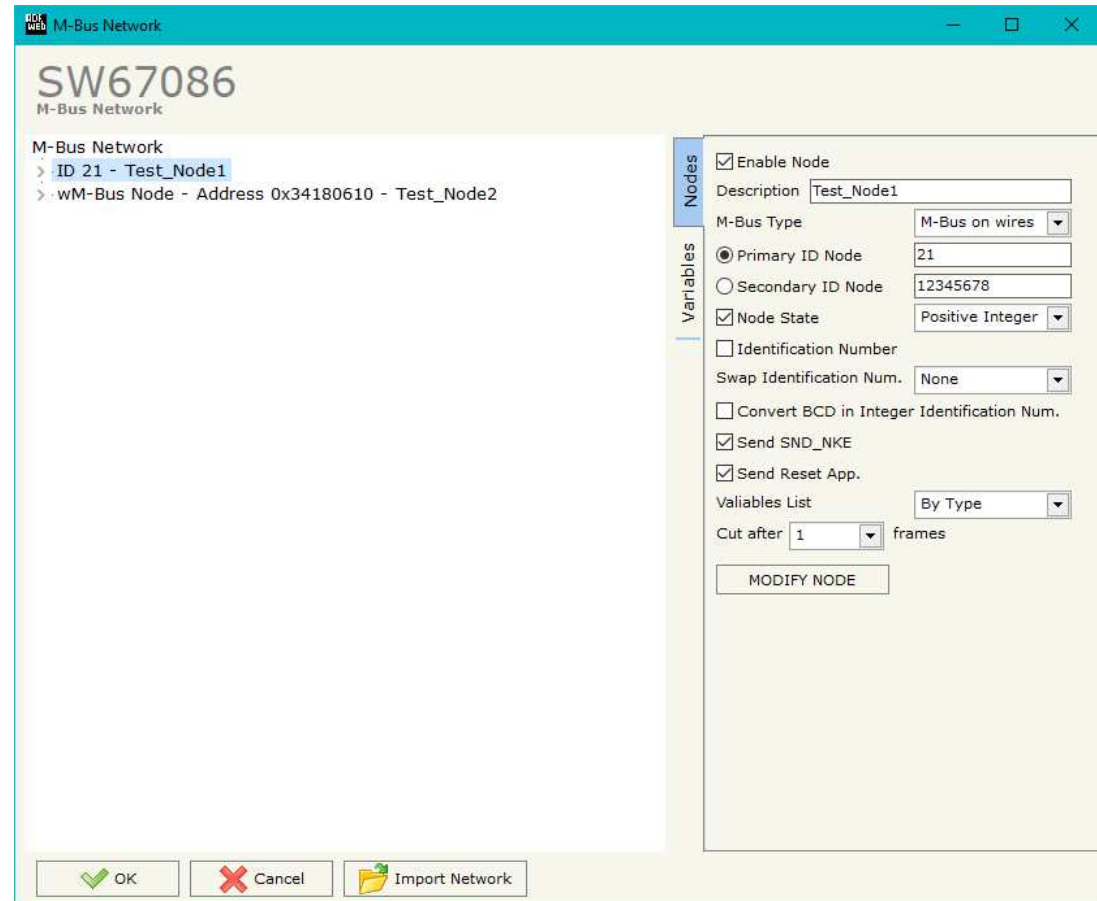 ADF
WEB M-Bus Network
SW67086
M-Bus Network
M-Bus Network
ID 21 - Test_Node1
wM-Bus Node - Address 0x34180610 - Test_Node2
Nodes
Variables
Enable Node
Description Test_Node1
M-Bus Type M-Bus on wires
Primary ID Node 21
Secondary ID Node 12345678
Node State Positive Integer
Identification Number
Swap Identification Num. None
Convert BCD in Integer Identification Num.
Send SND_NKE
Send Reset App.
Valiables List By Type
Cut after 1 frames
MODIFY NODE
OK Cancel Import Network